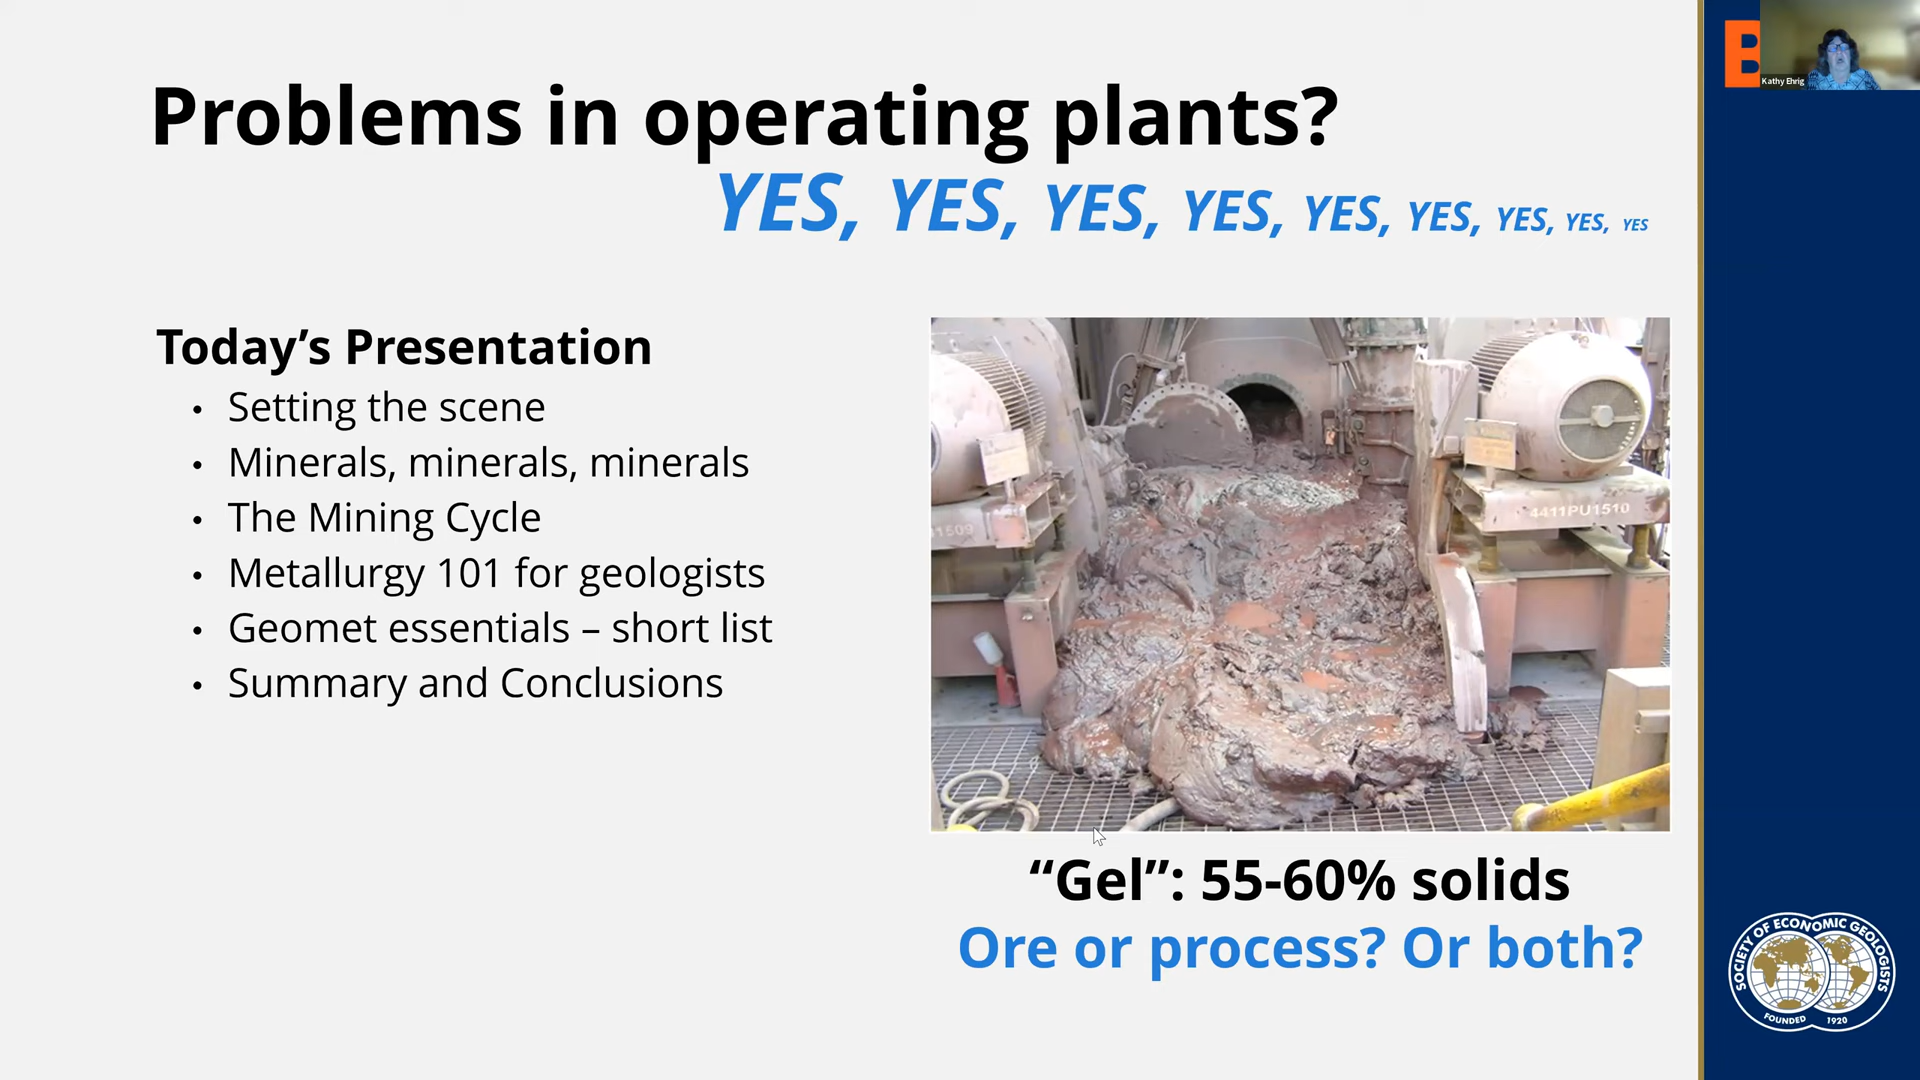 Problems in operating plants?
YES, YES, YES, YES, YES, YES, YES, YES, YES
Today’s Presentation
• Setting the scene
• Minerals, minerals, minerals
• The Mining Cycle
• Metallurgy 101 for geologists
• Geomet essentials – short list
• Summary and Conclusions
4411PU1510
“Gel”: 55-60% solids
Ore or process? Or both?
B
Kathy Ehrig
SOCIETY OF ECONOMIC GEOLOGISTS
FOUNDED 1920